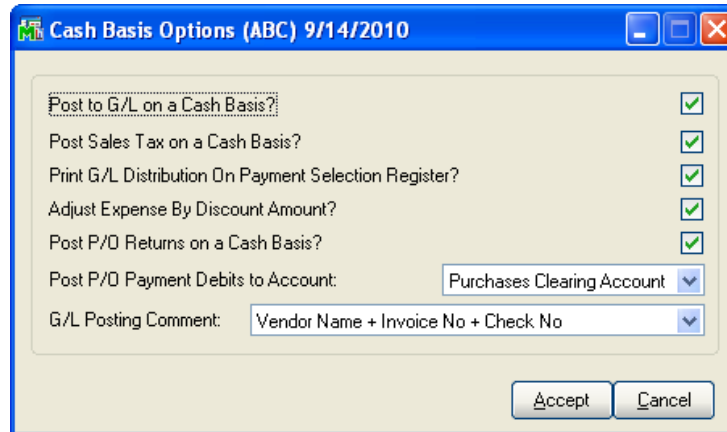 Cash Basis Options (ABC) 9/14/2010
Post to G/L on a Cash Basis?
Post Sales Tax on a Cash Basis?
Print G/L Distribution On Payment Selection Register?
Adjust Expense By Discount Amount?
Post P/O Returns on a Cash Basis?
Post P/O Payment Debits to Account: Purchases Clearing Account
G/L Posting Comment: Vendor Name + Invoice No + Check No
Accept Cancel